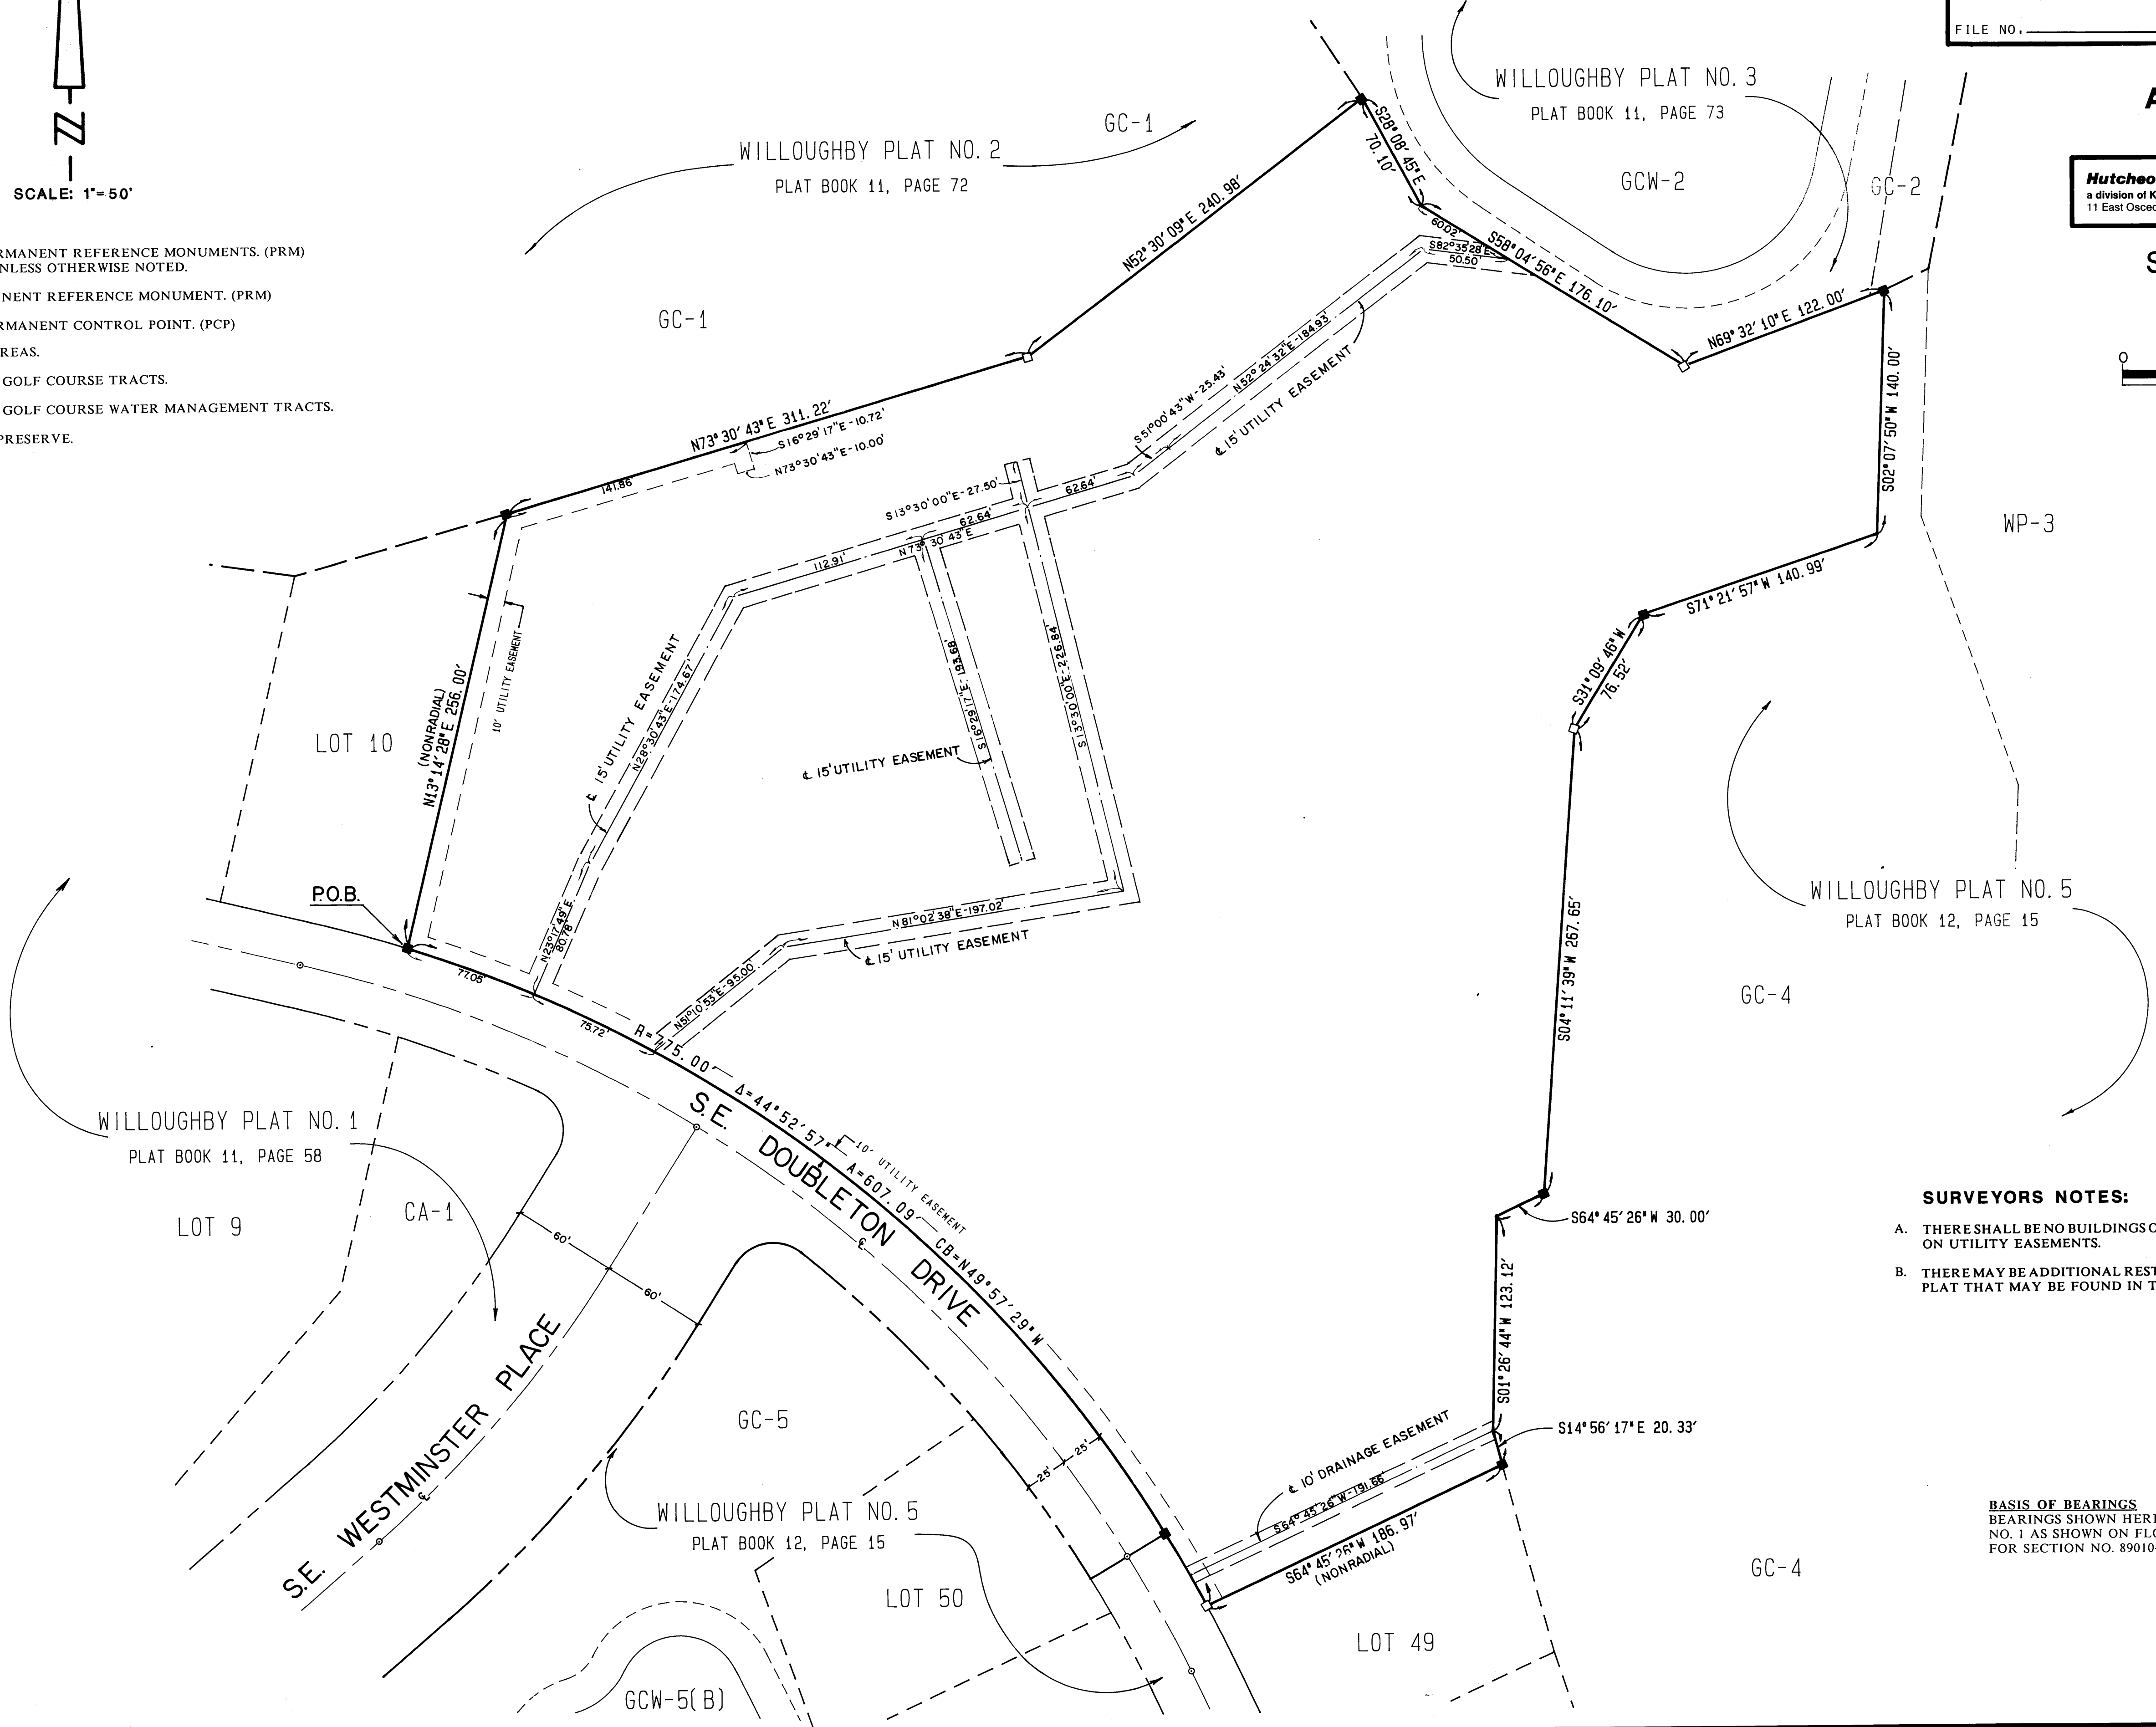 FILE NO.
WILLOUGHBY PLAT NO. 3
PLAT BOOK 11, PAGE 73
GC-1
WILLOUGHBY PLAT NO. 2
PLAT BOOK 11, PAGE 72
GCW-2
GC-2
N
SCALE: 1"=50'
Hutcheo
a division of K
11 East Osceo
RMANENT REFERENCE MONUMENTS. (PRM)
NLESS OTHERWISE NOTED.
NENT REFERENCE MONUMENT. (PRM)
RMANENT CONTROL POINT. (PCP)
REAS.
GOLF COURSE TRACTS.
GOLF COURSE WATER MANAGEMENT TRACTS.
PRESERVE.
S28°08'45"E
70.10'
N52°30'09"E 240.98'
60.02'
S82°35'28"E
50.50'
S58°04'56"E 176.10'
N69°32'10"E 122.00'
0
GC-1
S51°00'43"W-25.43'
N52°24'32"E-184.93'
℄ 15' UTILITY EASEMENT
S02°07'50"W 140.00'
N73°30'43"E 311.22'
S16°29'17"E-10.72'
N73°30'43"E-10.00'
141.86'
S13°30'00"E-27.50'
62.64'
62.64'
N73°30'43"E
112.91'
WP-3
S71°21'57"W 140.99'
S31°09'46"W
76.52'
10' UTILITY EASEMENT
(NONRADIAL)
N13°14'28"E 256.00'
LOT 10
℄ 15' UTILITY EASEMENT
N28°30'43"E-174.67'
S16°29'17"E-193.68'
S13°30'00"E-226.84'
℄ 15' UTILITY EASEMENT
P.O.B.
N23°17'49"E
80.78'
N81°02'38"E-197.02'
℄ 15' UTILITY EASEMENT
N51°10'53"E-95.00'
77.05'
75.72'
WILLOUGHBY PLAT NO. 5
PLAT BOOK 12, PAGE 15
S04°11'39"W 267.65'
GC-4
R=775.00'
Δ=44°52'57"
A=607.09'
CB=N49°57'29"W
10' UTILITY EASEMENT
S.E. DOUBLETON DRIVE
℄
WILLOUGHBY PLAT NO. 1
PLAT BOOK 11, PAGE 58
CA-1
LOT 9
60'
60'
S64°45'26"W 30.00'
SURVEYORS NOTES:
A. THERE SHALL BE NO BUILDINGS O
ON UTILITY EASEMENTS.
B. THERE MAY BE ADDITIONAL REST
PLAT THAT MAY BE FOUND IN T
S01°26'44"W 123.12'
S14°56'17"E 20.33'
S.E. WESTMINSTER PLACE
℄
GC-5
25'
25'
℄ 10' DRAINAGE EASEMENT
S64°45'26"W-191.66'
S64°45'26"W 186.97'
(NONRADIAL)
WILLOUGHBY PLAT NO. 5
PLAT BOOK 12, PAGE 15
BASIS OF BEARINGS
BEARINGS SHOWN HERE
NO. 1 AS SHOWN ON FLO
FOR SECTION NO. 89010-
LOT 50
GC-4
LOT 49
GCW-5(B)